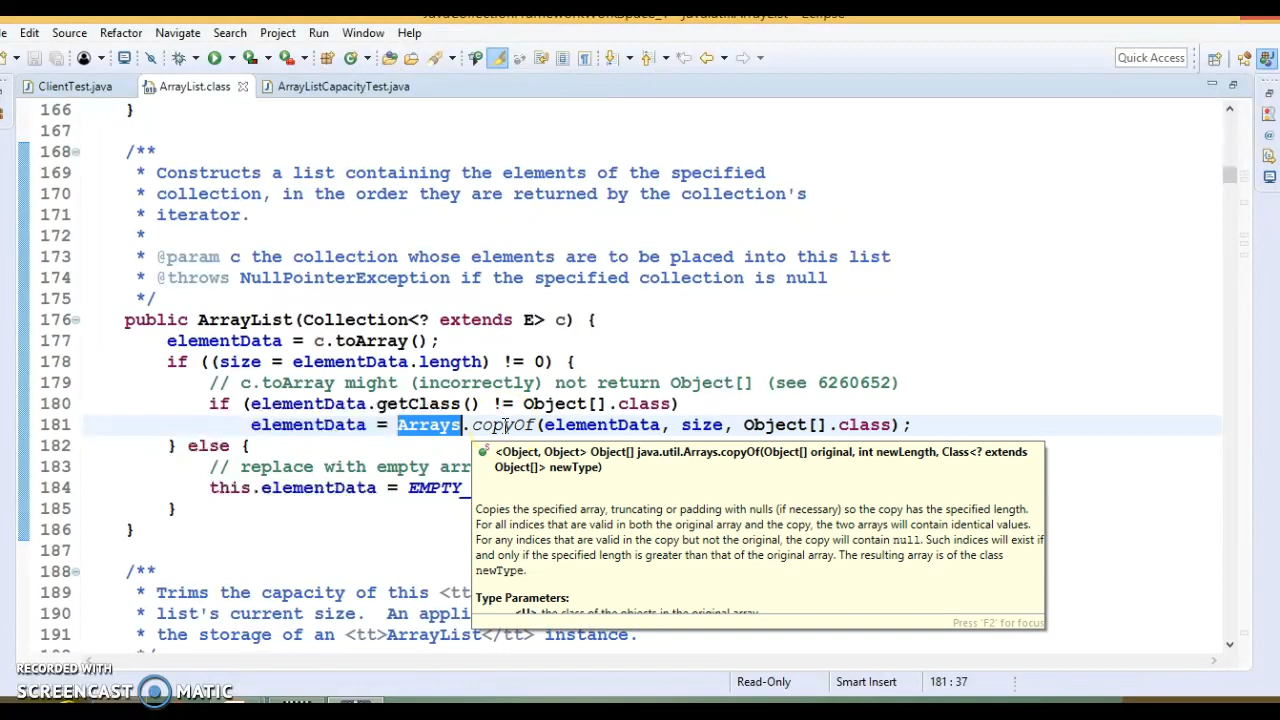 Edit Source Refactor Navigate Search Project Run Window Help
Quick Access
ClientTest.java ArrayList.class ArrayListCapacityTest.java
166 }
167
168 /**
169 * Constructs a list containing the elements of the specified
170 * collection, in the order they are returned by the collection's
171 * iterator.
172 *
173 * @param c the collection whose elements are to be placed into this list
174 * @throws NullPointerException if the specified collection is null
175 */
176 public ArrayList(Collection<? extends E> c) {
177 elementData = c.toArray();
178 if ((size = elementData.length) != 0) {
179 // c.toArray might (incorrectly) not return Object[] (see 6260652)
180 if (elementData.getClass() != Object[].class)
181 elementData = Arrays.copyOf(elementData, size, Object[].class);
182 } else {
183 // replace with empty arr
184 this.elementData = EMPTY_
185 }
186 }
187
188 /**
189 * Trims the capacity of this <tt>
190 * list's current size. An appl
191 * the storage of an <tt>ArrayList</tt> instance.
<Object, Object> Object[] java.util.Arrays.copyOf(Object[] original, int newLength, Class<? extends
Object[]> newType)
Copies the specified array, truncating or padding with nulls (if necessary) so the copy has the specified length.
For all indices that are valid in both the original array and the copy, the two arrays will contain identical values.
For any indices that are valid in the copy but not the original, the copy will contain null. Such indices will exist if
and only if the specified length is greater than that of the original array. The resulting array is of the class
newType.
Type Parameters:
<U> the class of the objects in the original array
Press 'F2' for focus
Read-Only Smart Insert 181 : 37
RECORDED WITH
SCREENCAST MATIC